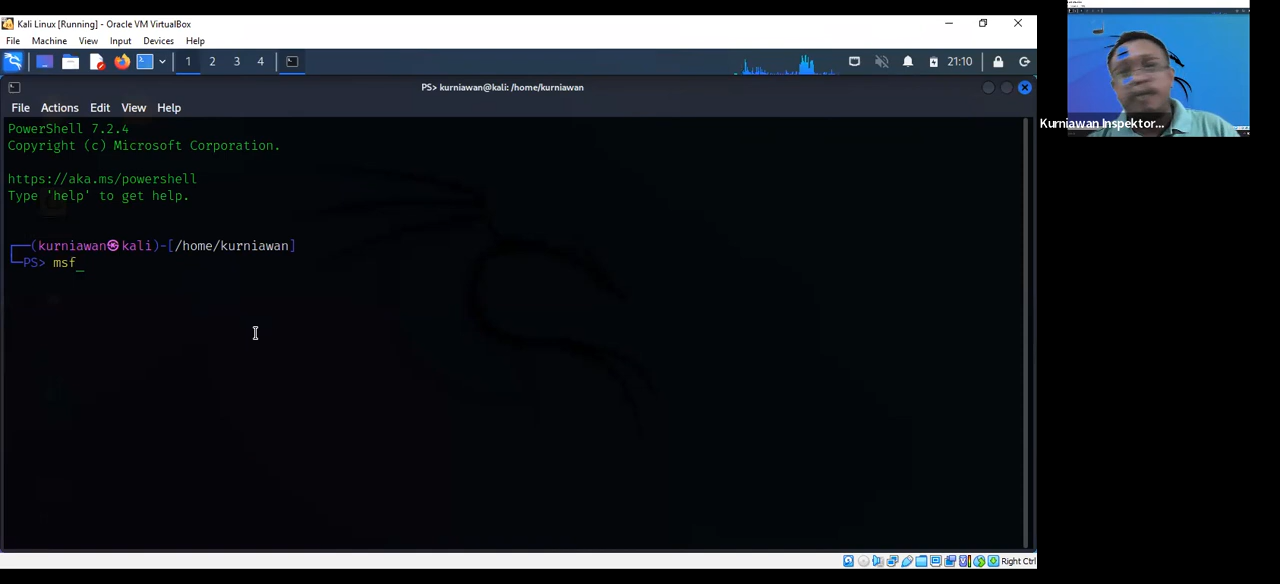 Kali Linux [Running] - Oracle VM VirtualBox
File Machine View Input Devices Help
1 2 3 4 21:10
PS> kurniawan@kali: /home/kurniawan
File Actions Edit View Help
PowerShell 7.2.4
Copyright (c) Microsoft Corporation.
https://aka.ms/powershell
Type 'help' to get help.
┌──(kurniawan㉿kali)-[/home/kurniawan]
└─PS> msf_
Right Ctrl
Kurniawan Inspektor...